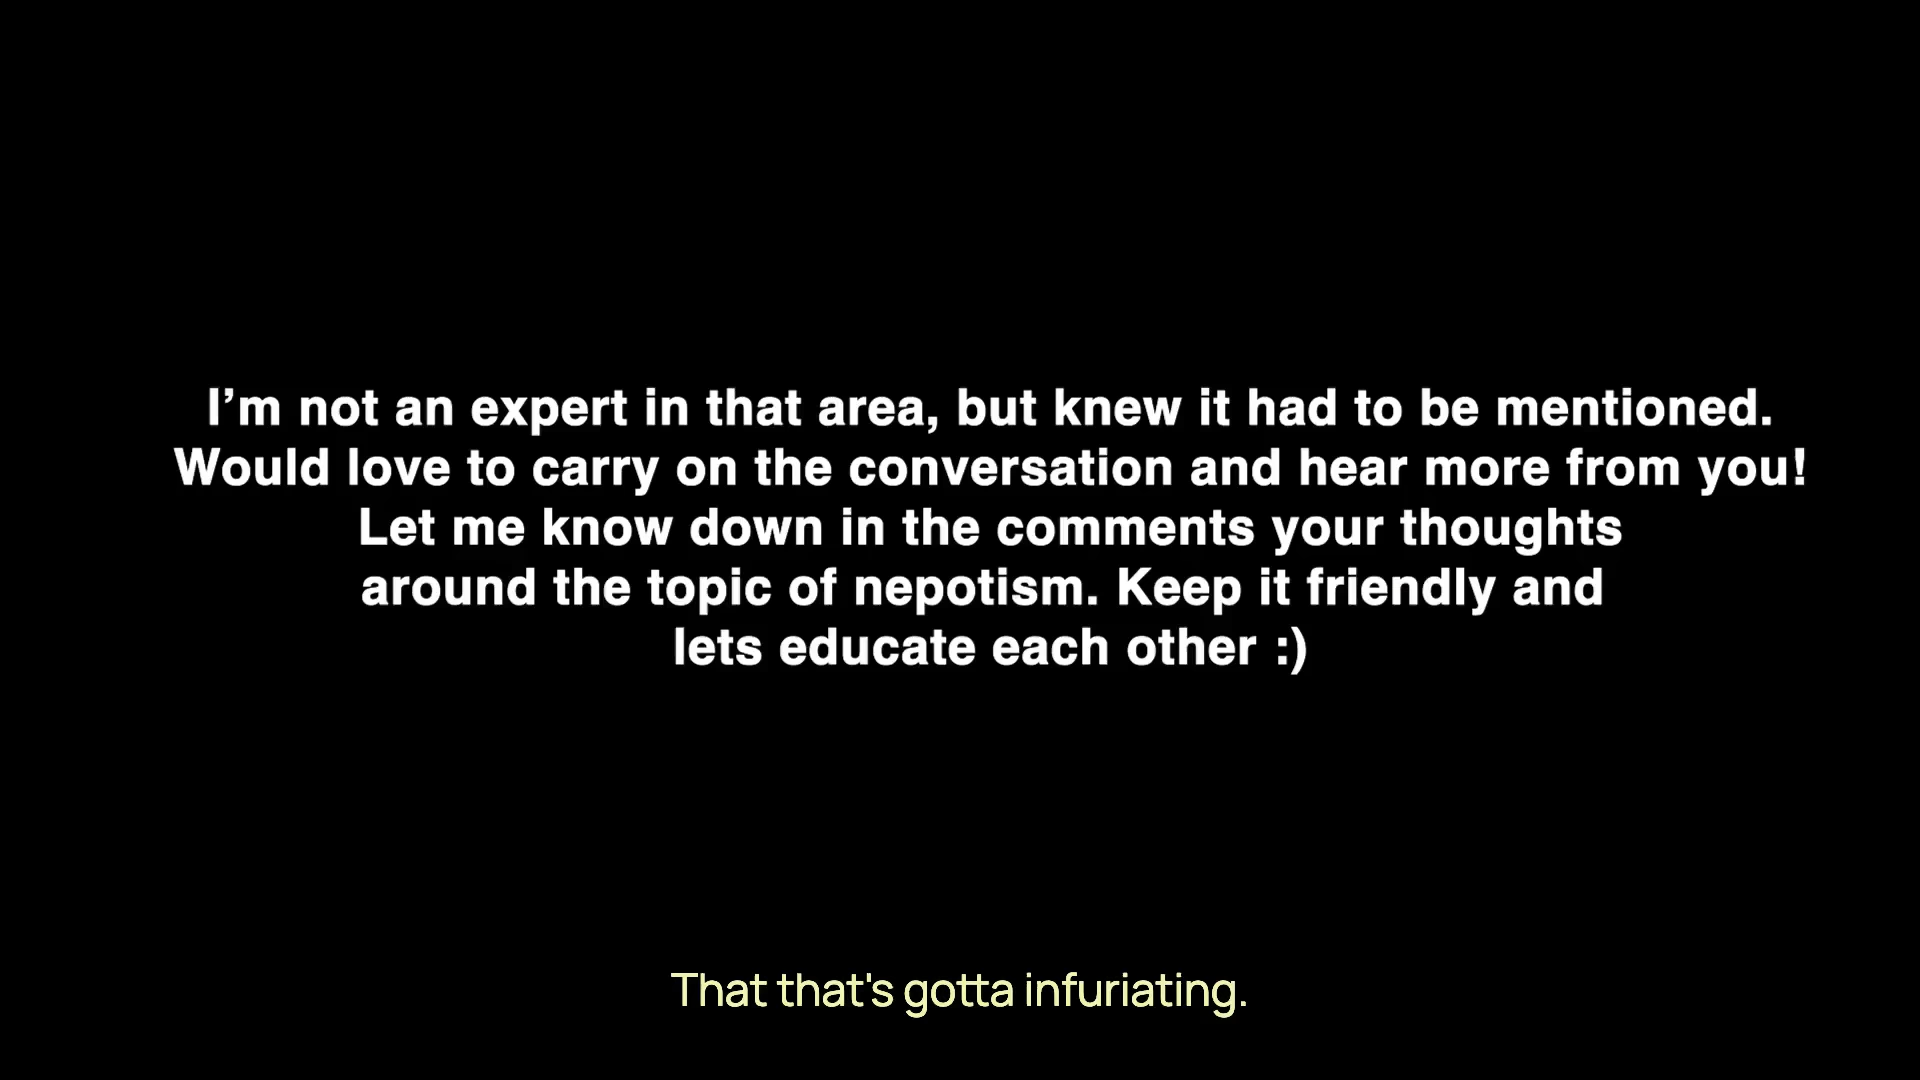 I’m not an expert in that area, but knew it had to be mentioned.
Would love to carry on the conversation and hear more from you!
Let me know down in the comments your thoughts
around the topic of nepotism. Keep it friendly and
lets educate each other :)
That that's gotta infuriating.